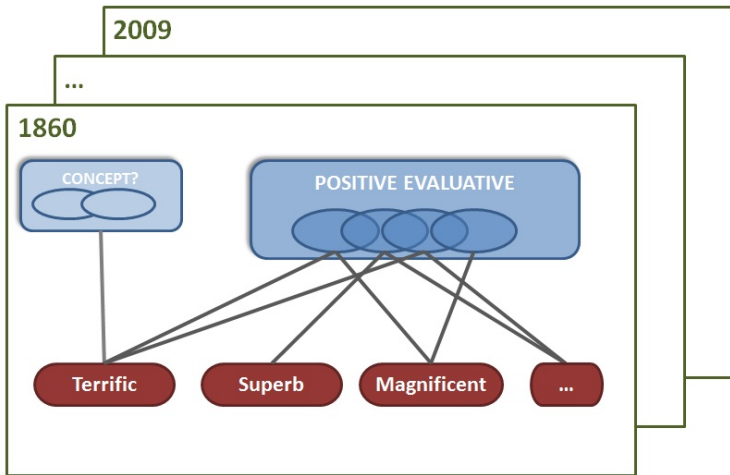 2009
...
1860
CONCEPT?
POSITIVE EVALUATIVE
Terrific
Superb
Magnificent
...